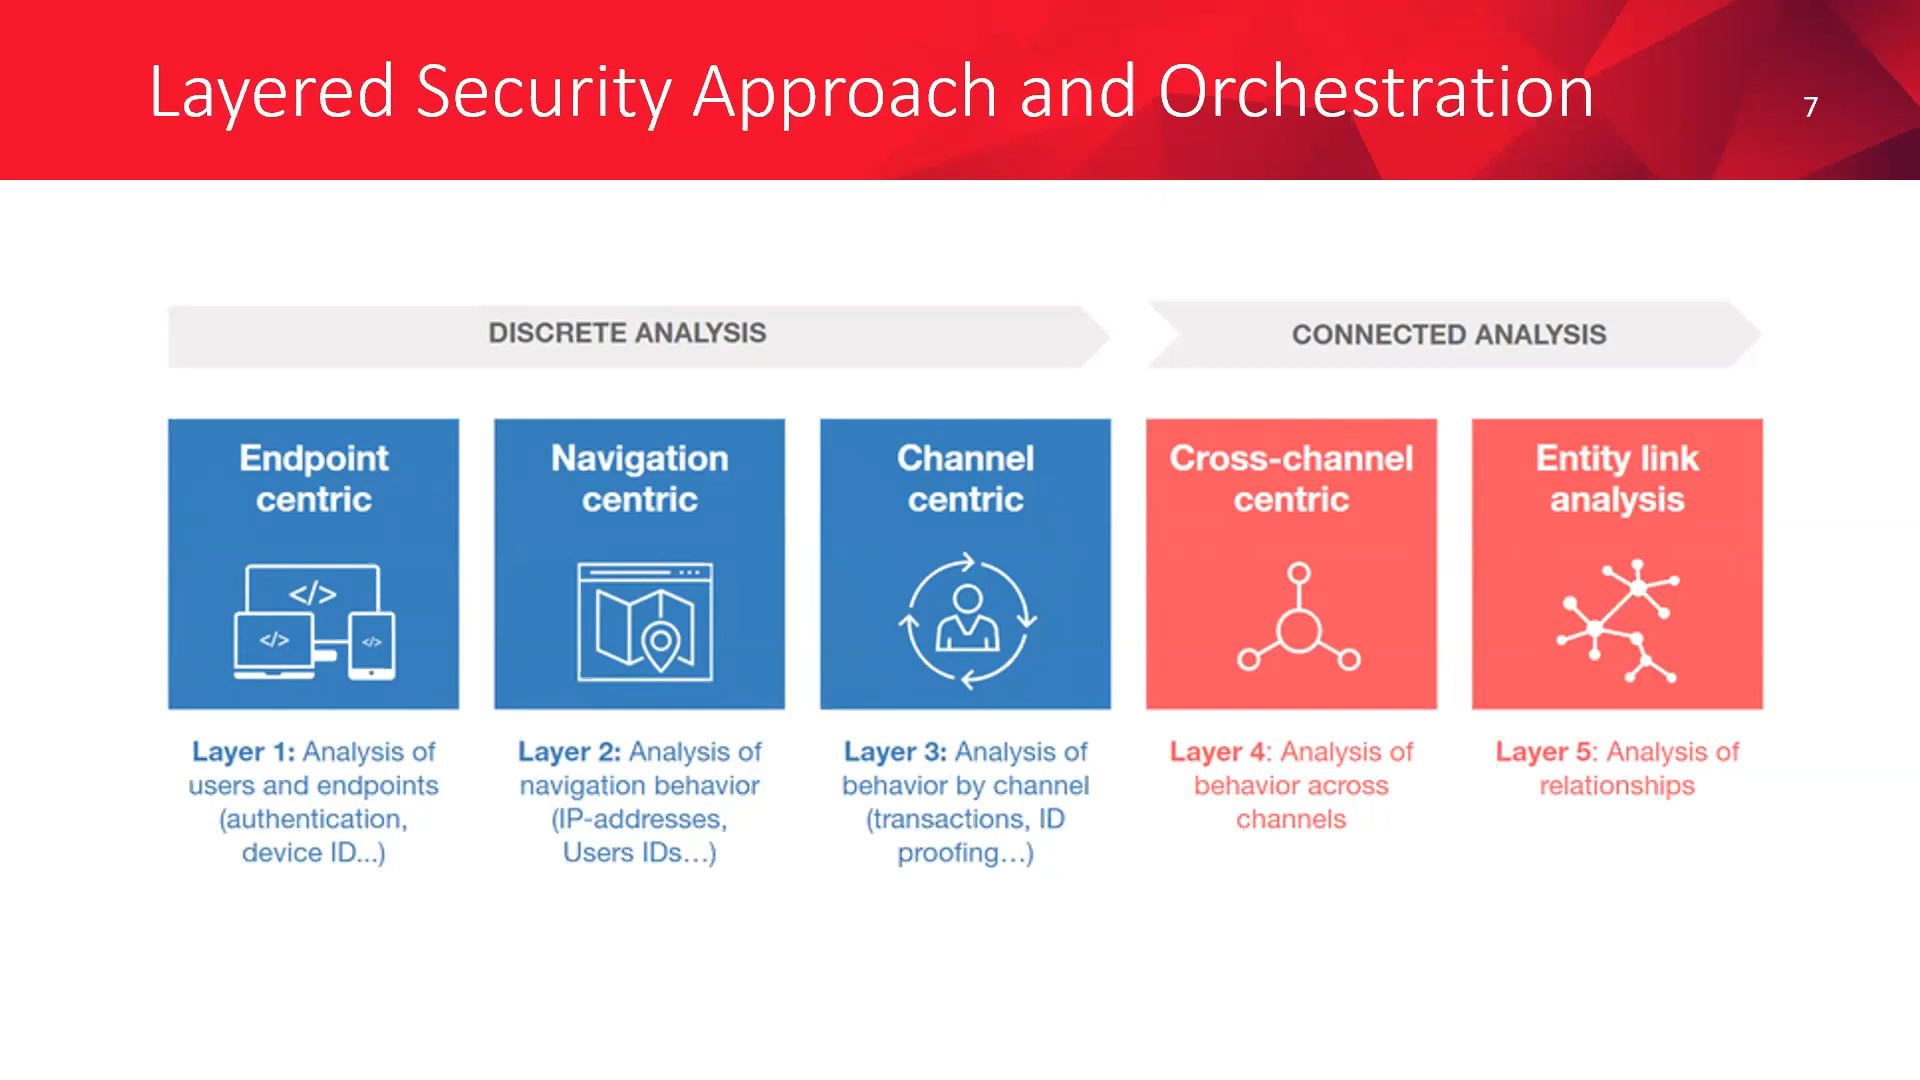 Layered Security Approach and Orchestration
7
DISCRETE ANALYSIS
CONNECTED ANALYSIS
Endpoint
centric
</>
</>
</>
Layer 1: Analysis of
users and endpoints
(authentication,
device ID...)
Navigation
centric
Layer 2: Analysis of
navigation behavior
(IP-addresses,
Users IDs...)
Channel
centric
Layer 3: Analysis of
behavior by channel
(transactions, ID
proofing...)
Cross-channel
centric
Layer 4: Analysis of
behavior across
channels
Entity link
analysis
Layer 5: Analysis of
relationships